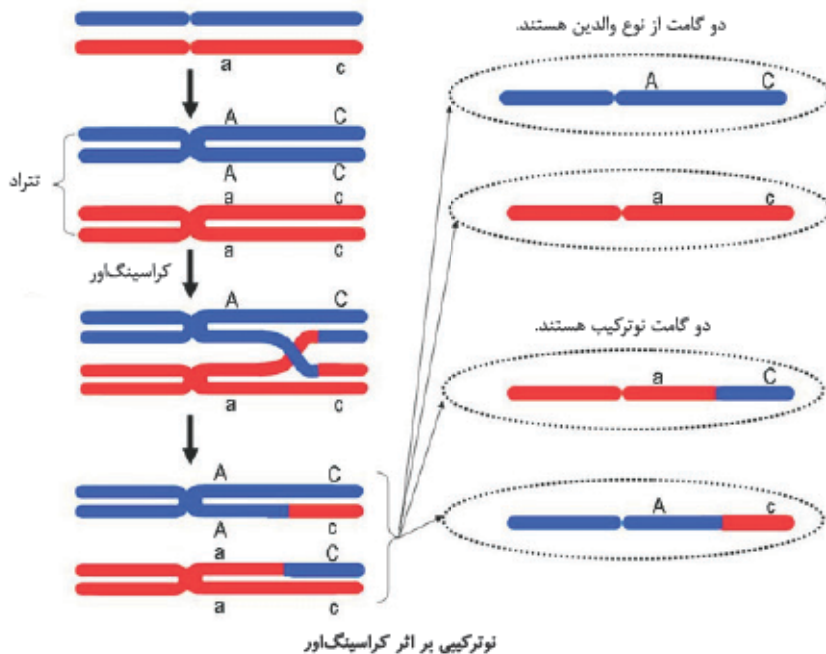 a c
A C
تتراد
A C
a c
a c
کراسینگ‌اور
A C
a c
A C
A c
a C
a c
دو گامت از نوع والدین هستند.
A C
a c
دو گامت نوترکیب هستند.
a C
A c
نوترکیبی بر اثر کراسینگ‌اور